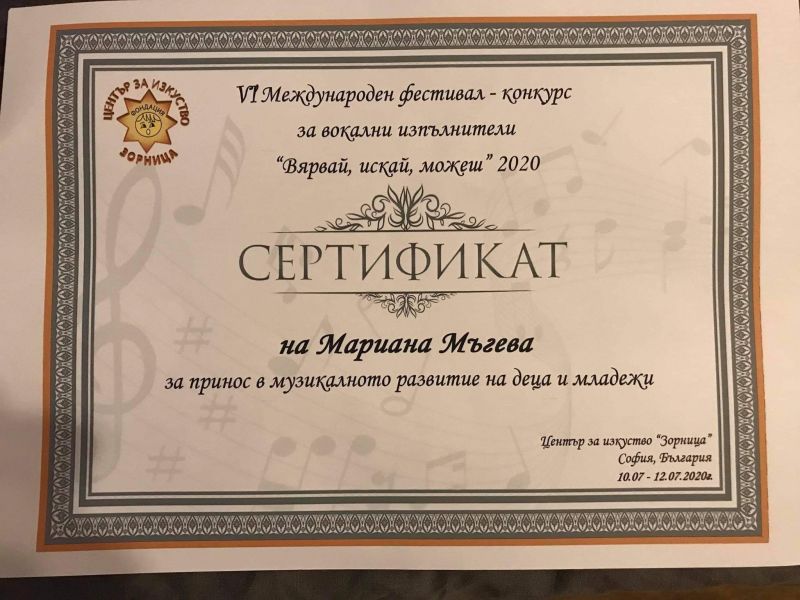 ЦЕНТЪР ЗА ИЗКУСТВО
ФОНДАЦИЯ
ЗОРНИЦА
VI Международен фестивал - конкурс
за вокални изпълнители
“Вярвай, искай, можеш” 2020
СЕРТИФИКАТ
на Мариана Мъгева
за принос в музикалното развитие на деца и младежи
Център за изкуство “Зорница”
София, България
10.07 - 12.07.2020г.